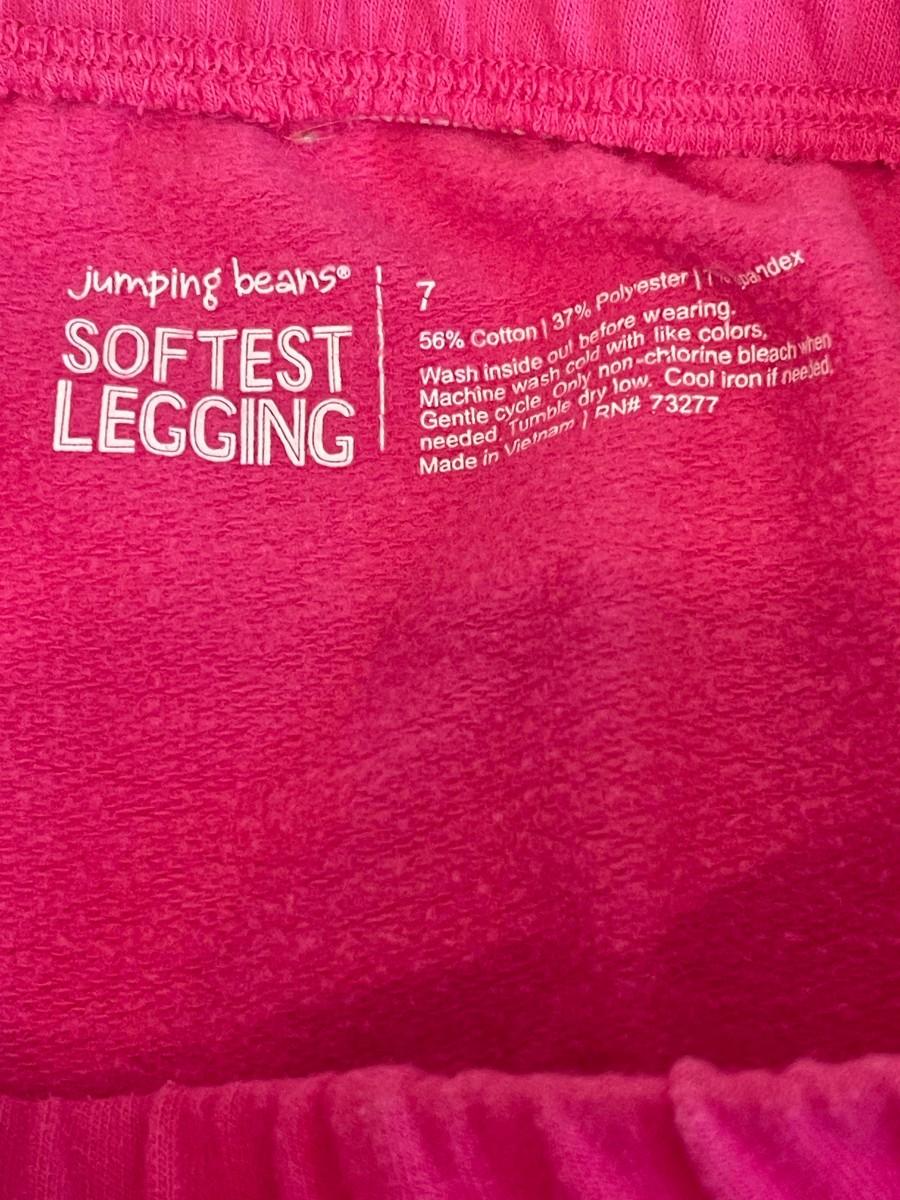 jumping beans®
SOFTEST
LEGGING
7
56% Cotton | 37% Polyester | 7% Spandex
Wash inside out before wearing.
Machine wash cold with like colors,
Gentle cycle. Only non-chlorine bleach when
needed. Tumble dry low. Cool iron if needed.
Made in Vietnam | RN# 73277